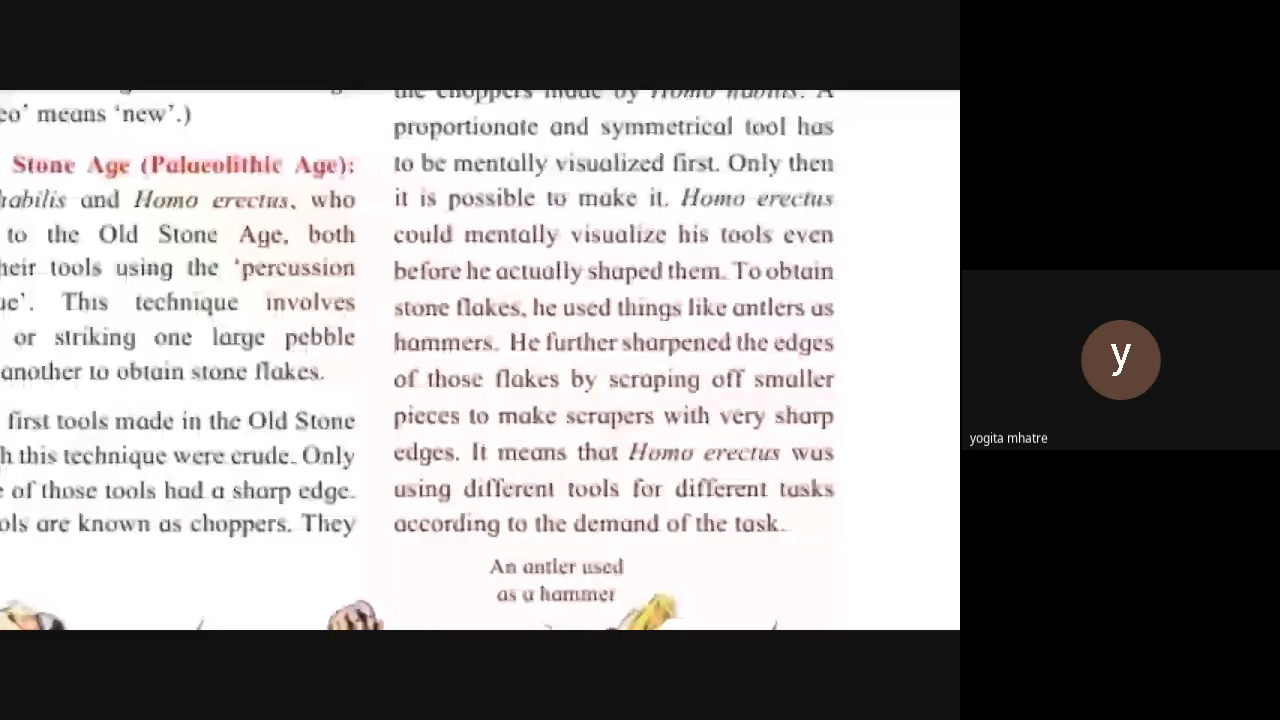 eo' means 'new'.)
Stone Age (Palaeolithic Age):
habilis and Homo erectus, who
to the Old Stone Age, both
heir tools using the 'percussion
ue'. This technique involves
or striking one large pebble
another to obtain stone flakes.
first tools made in the Old Stone
h this technique were crude. Only
e of those tools had a sharp edge.
ols are known as choppers. They
the choppers made by Homo habilis. A
proportionate and symmetrical tool has
to be mentally visualized first. Only then
it is possible to make it. Homo erectus
could mentally visualize his tools even
before he actually shaped them. To obtain
stone flakes, he used things like antlers as
hammers. He further sharpened the edges
of those flakes by scraping off smaller
pieces to make scrapers with very sharp
edges. It means that Homo erectus was
using different tools for different tasks
according to the demand of the task.
An antler used
as a hammer
y
yogita mhatre